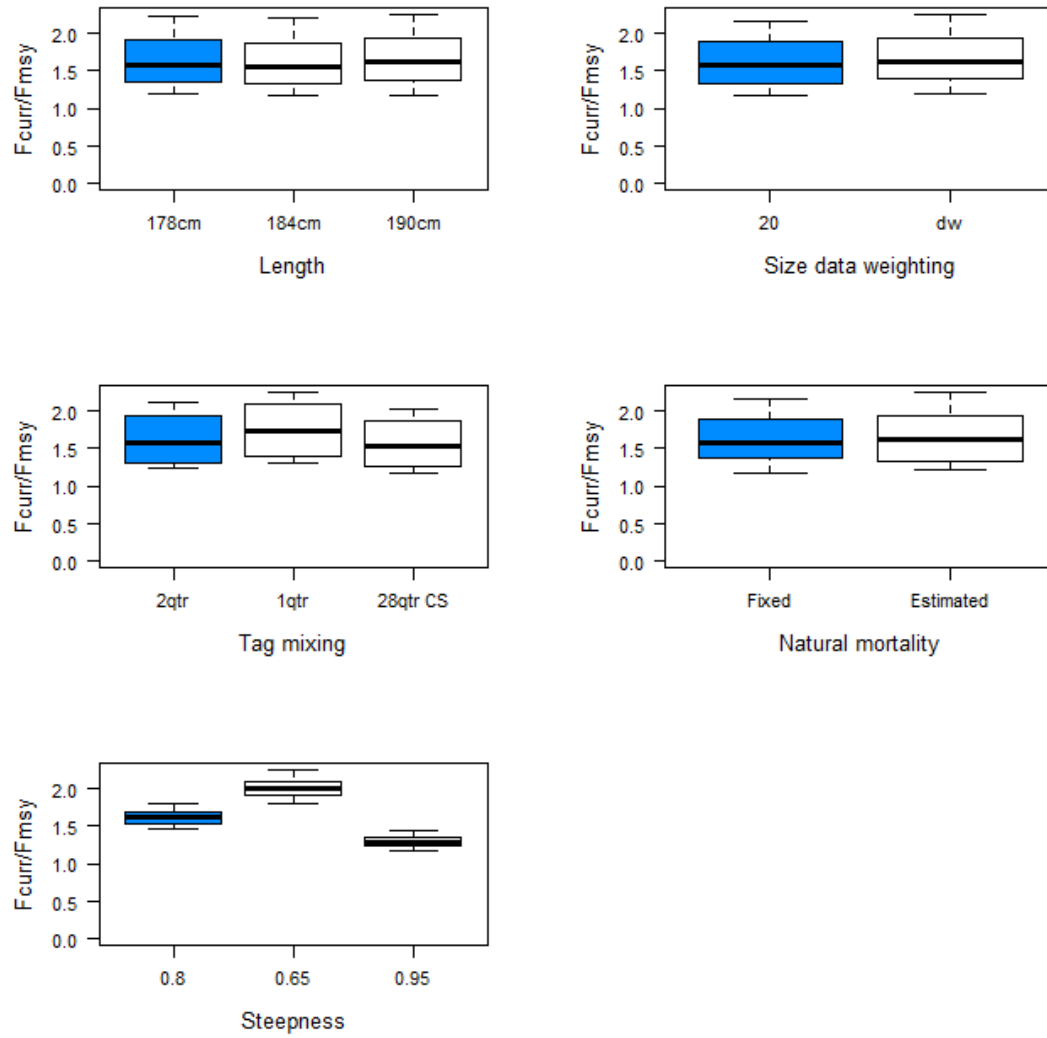 Fcurr/Fmsy
2.0
1.5
1.0
0.5
0.0
178cm 184cm 190cm
Length
Fcurr/Fmsy
2.0
1.5
1.0
0.5
0.0
20 dw
Size data weighting
Fcurr/Fmsy
2.0
1.5
1.0
0.5
0.0
2qtr 1qtr 28qtr CS
Tag mixing
Fcurr/Fmsy
2.0
1.5
1.0
0.5
0.0
Fixed Estimated
Natural mortality
Fcurr/Fmsy
2.0
1.5
1.0
0.5
0.0
0.8 0.65 0.95
Steepness